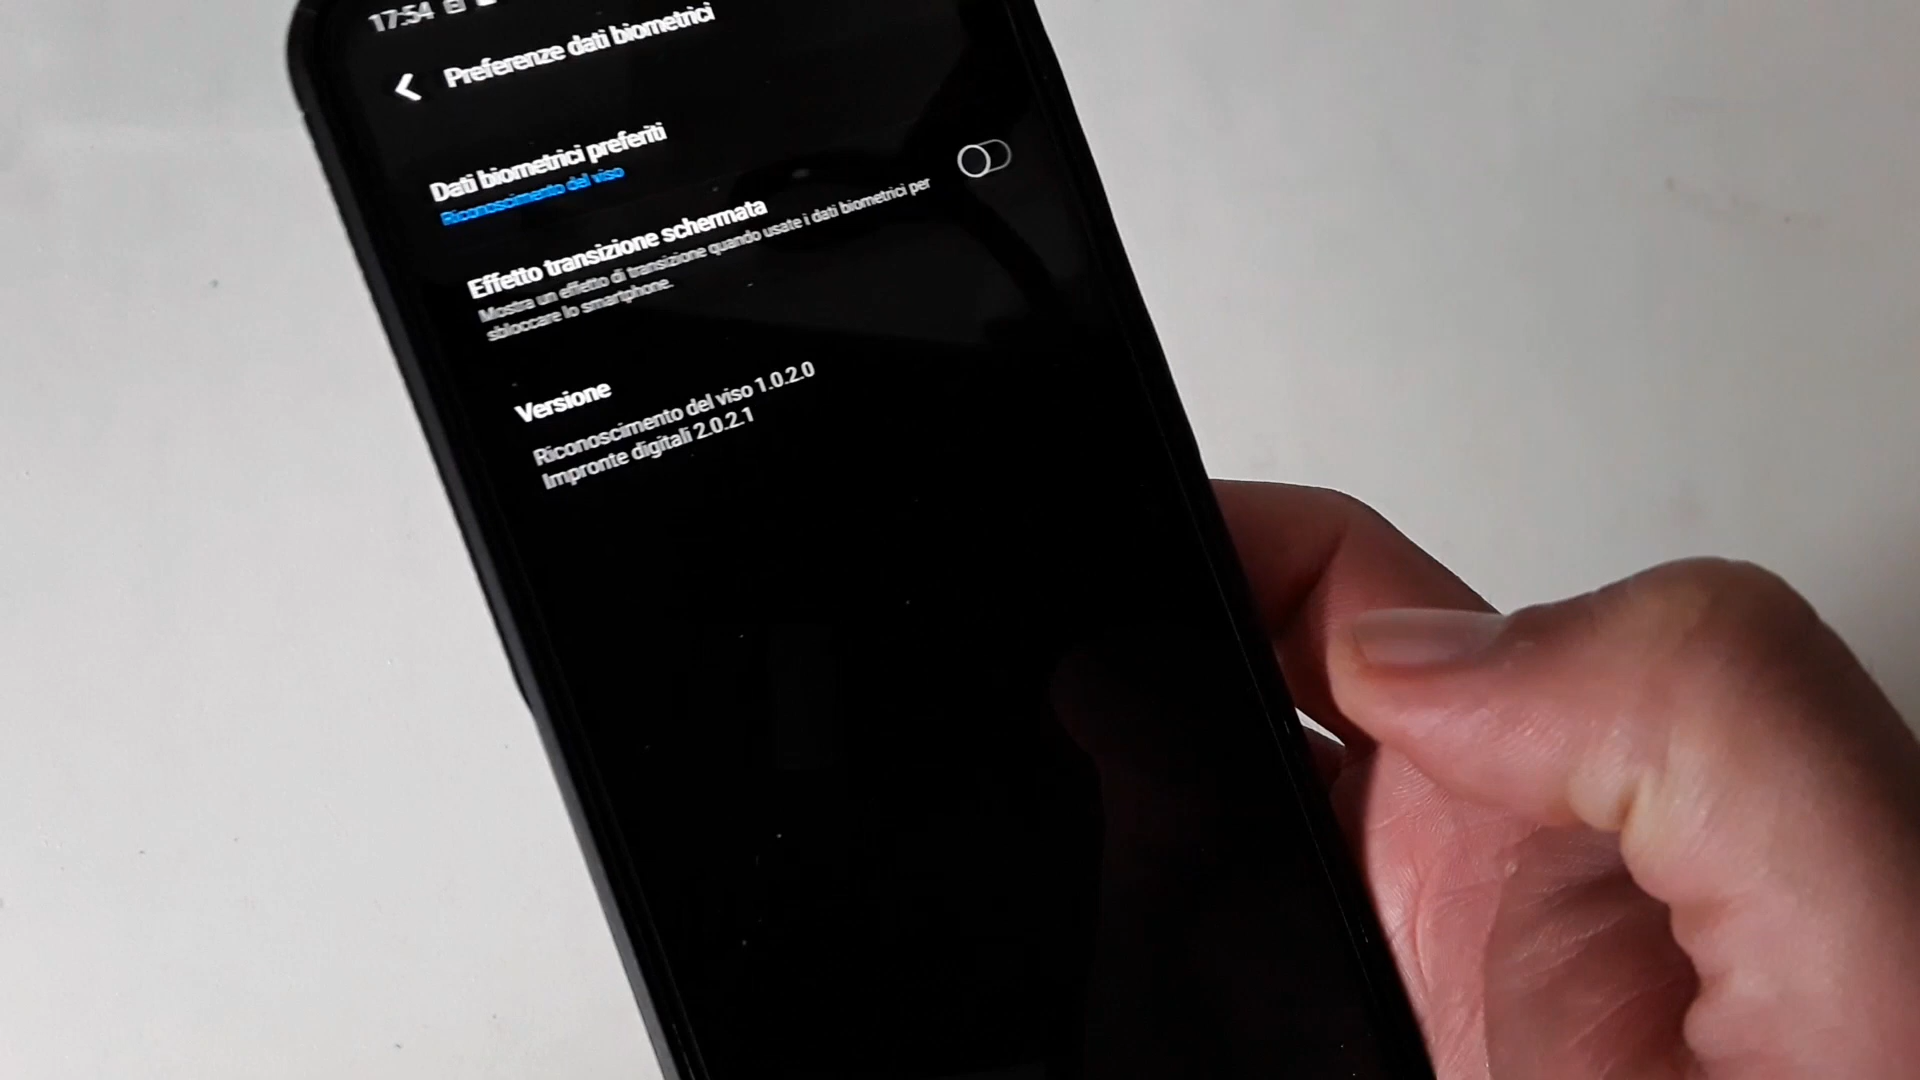 17:54
Preferenze dati biometrici
Dati biometrici preferiti
Riconoscimento del viso
Effetto transizione schermata
Mostra un effetto di transizione quando usate i dati biometrici per
sbloccare lo smartphone.
Versione
Riconoscimento del viso 1.0.2.0
Impronte digitali 2.0.2.1